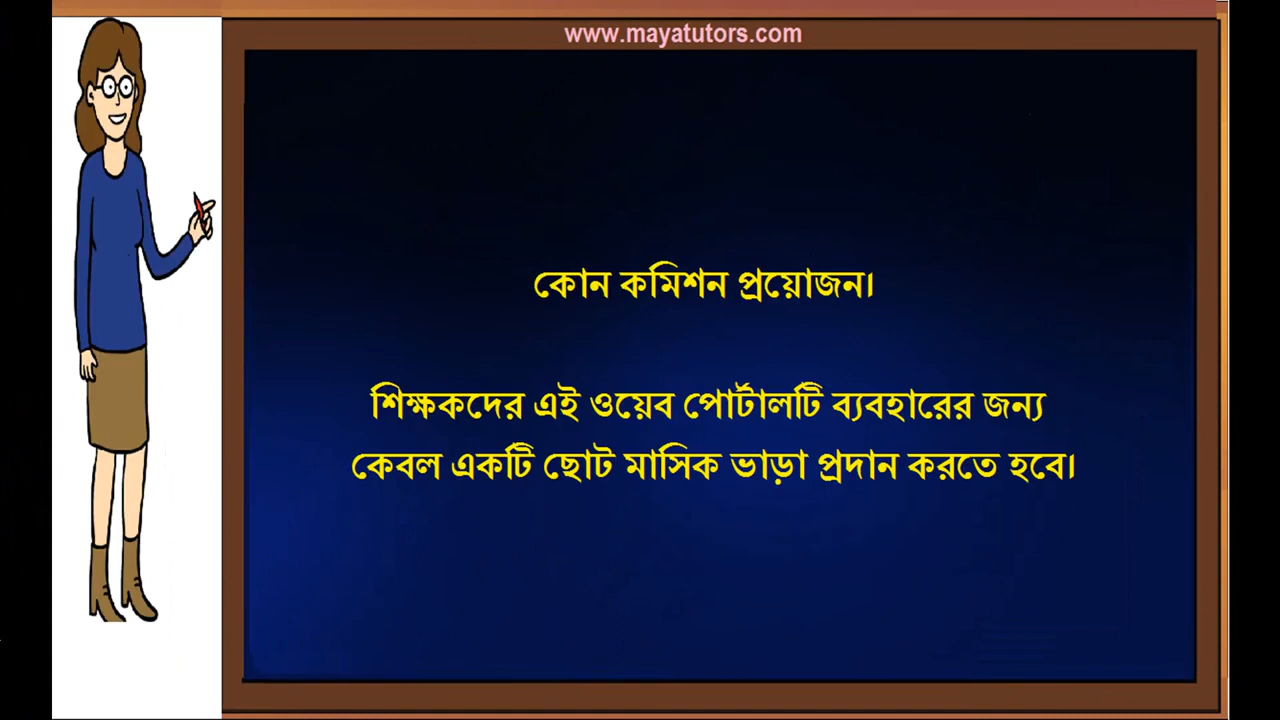 www.mayatutors.com
কোন কমিশন প্রয়োজন।
শিক্ষকদের এই ওয়েব পোর্টালটি ব্যবহারের জন্য
কেবল একটি ছোট মাসিক ভাড়া প্রদান করতে হবে।